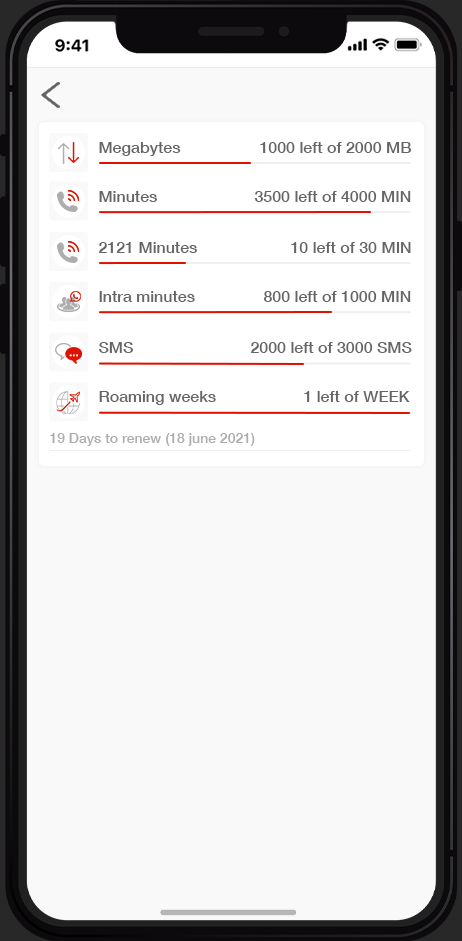 9:41
Megabytes 1000 left of 2000 MB
Minutes 3500 left of 4000 MIN
2121 Minutes 10 left of 30 MIN
Intra minutes 800 left of 1000 MIN
SMS 2000 left of 3000 SMS
Roaming weeks 1 left of WEEK
19 Days to renew (18 june 2021)